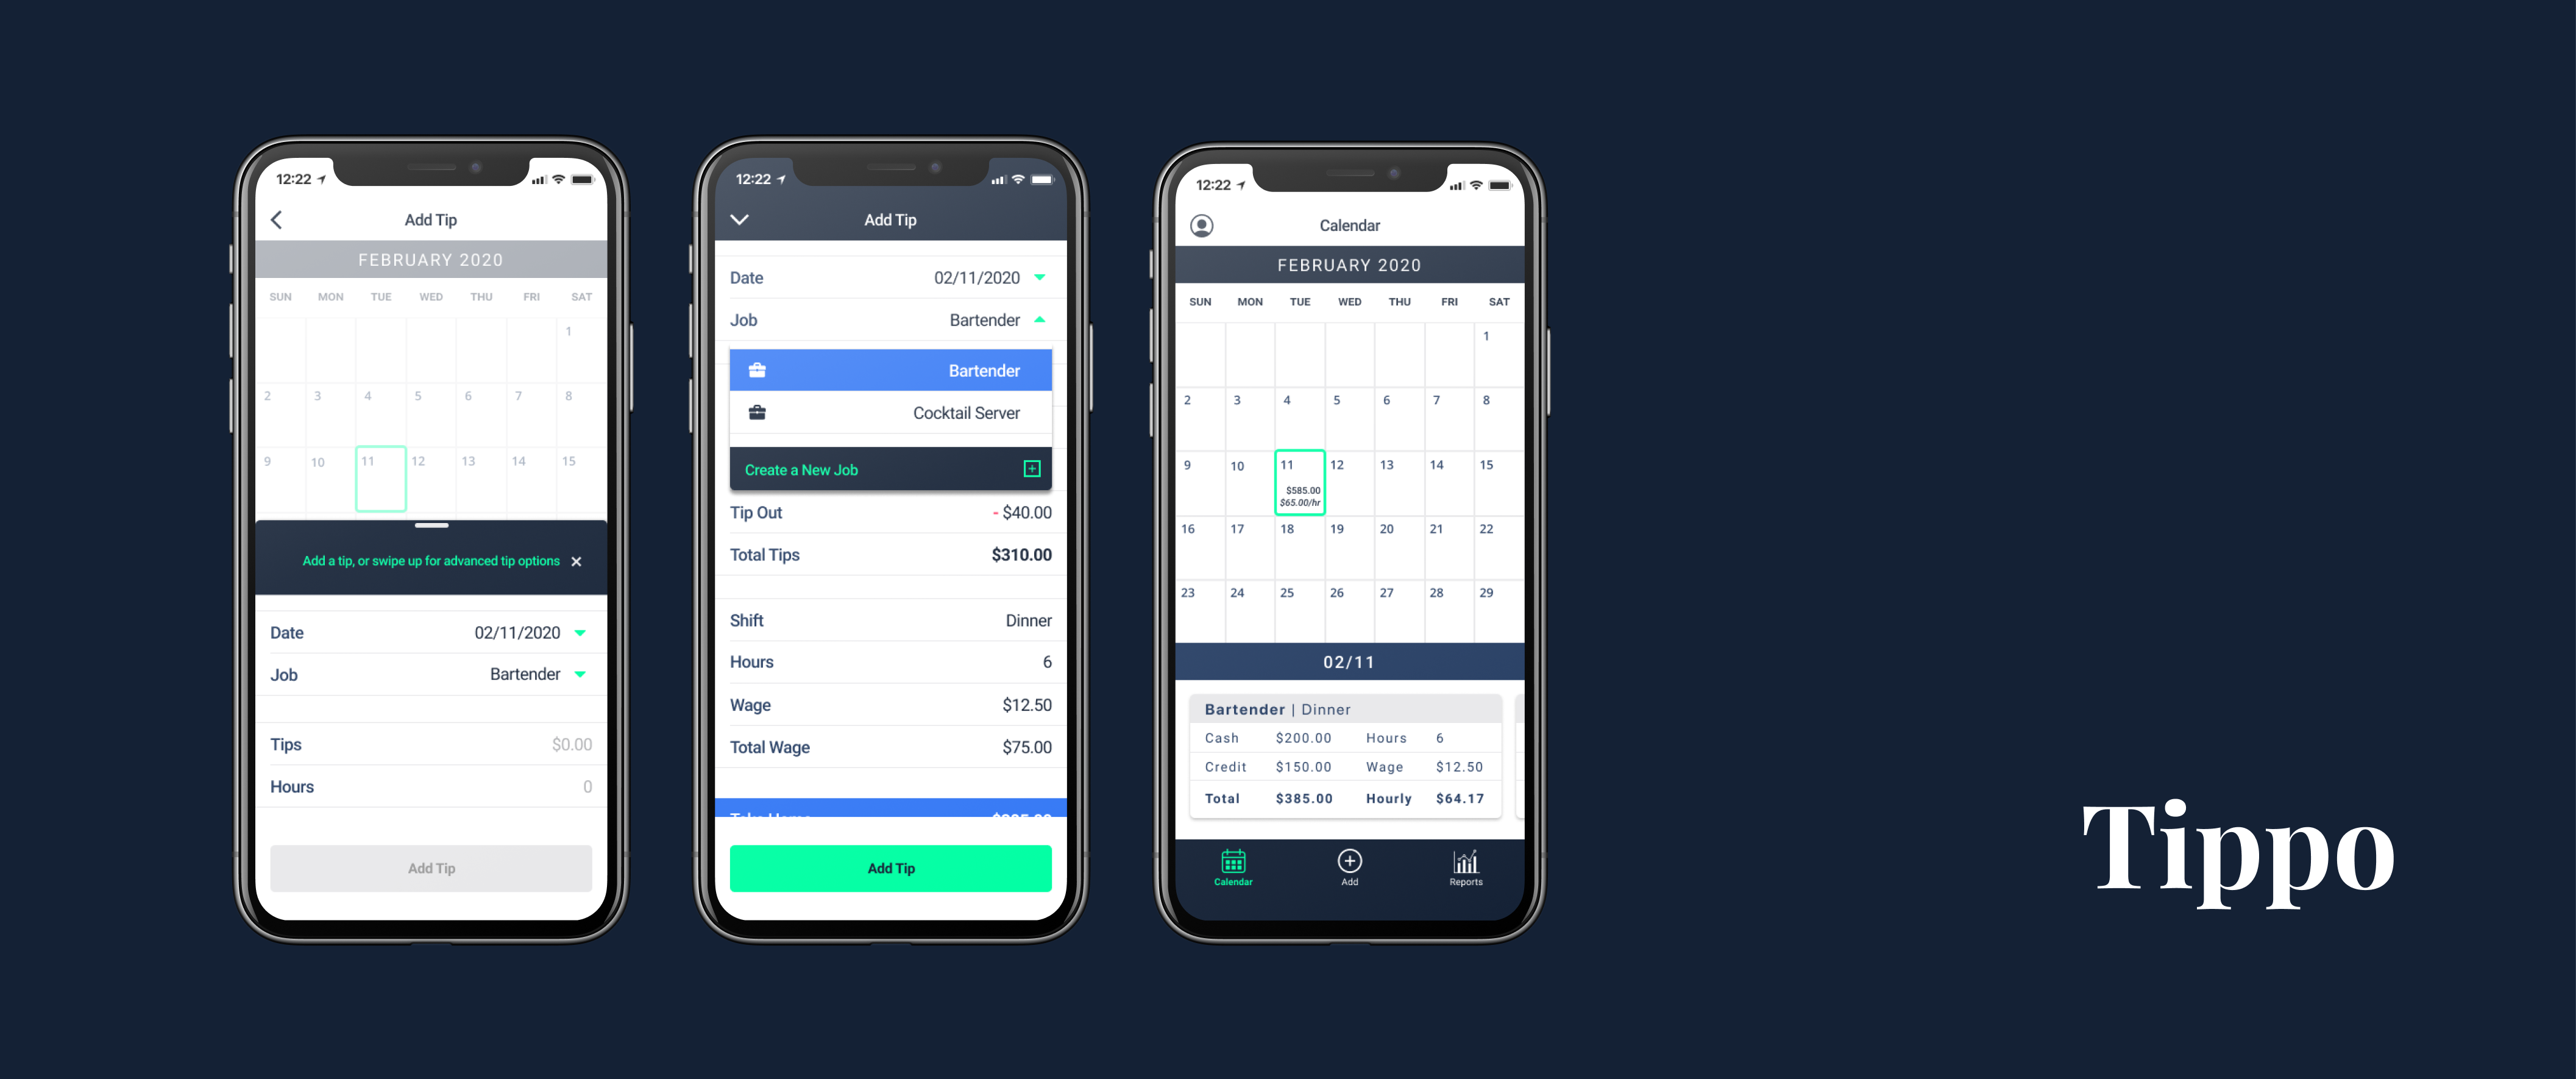 12:22
Add Tip
FEBRUARY 2020
SUN MON TUE WED THU FRI SAT
1
2 3 4 5 6 7 8
9 10 11 12 13 14 15
Add a tip, or swipe up for advanced tip options ×
Date 02/11/2020
Job Bartender
Tips $0.00
Hours 0
Add Tip
12:22
Add Tip
Date 02/11/2020
Job Bartender
Bartender
Cocktail Server
Create a New Job
Tip Out - $40.00
Total Tips $310.00
Shift Dinner
Hours 6
Wage $12.50
Total Wage $75.00
Take Home
Add Tip
12:22
Calendar
FEBRUARY 2020
SUN MON TUE WED THU FRI SAT
1
2 3 4 5 6 7 8
9 10 11 12 13 14 15
$585.00
$65.00/hr
16 17 18 19 20 21 22
23 24 25 26 27 28 29
02/11
Bartender | Dinner
Cash $200.00 Hours 6
Credit $150.00 Wage $12.50
Total $385.00 Hourly $64.17
Calendar Add Reports
Tippo